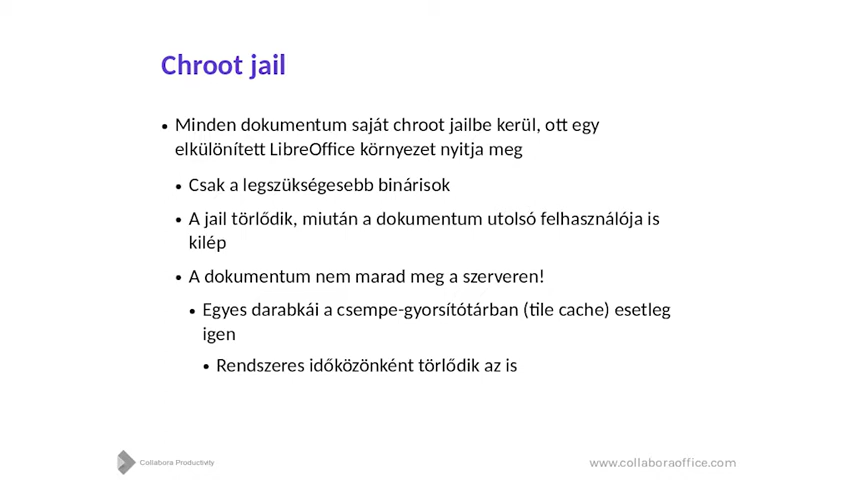 Chroot jail
• Minden dokumentum saját chroot jailbe kerül, ott egy
elkülönített LibreOffice környezet nyitja meg
• Csak a legszükségesebb binárisok
• A jail törlődik, miután a dokumentum utolsó felhasználója is
kilép
• A dokumentum nem marad meg a szerveren!
• Egyes darabkái a csempe-gyorsítótárban (tile cache) esetleg
igen
• Rendszeres időközönként törlődik az is
Collabora Productivity
www.collaboraoffice.com